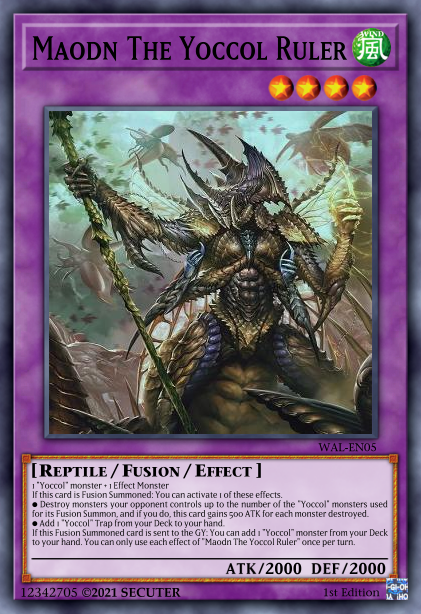 MAODN THE YOCCOL RULER
WIND
風
WAL-EN05
[REPTILE / FUSION / EFFECT]
1 "Yoccol" monster + 1 Effect Monster
If this card is Fusion Summoned: You can activate 1 of these effects.
● Destroy monsters your opponent controls up to the number of the "Yoccol" monsters used
for its Fusion Summon, and if you do, this card gains 500 ATK for each monster destroyed.
● Add 1 "Yoccol" Trap from your Deck to your hand.
If this Fusion Summoned card is sent to the GY: You can add 1 "Yoccol" monster from your Deck
to your hand. You can only use each effect of "Maodn The Yoccol Ruler" once per turn.
ATK/2000 DEF/2000
12342705 ©2021 SECUTER
1st Edition